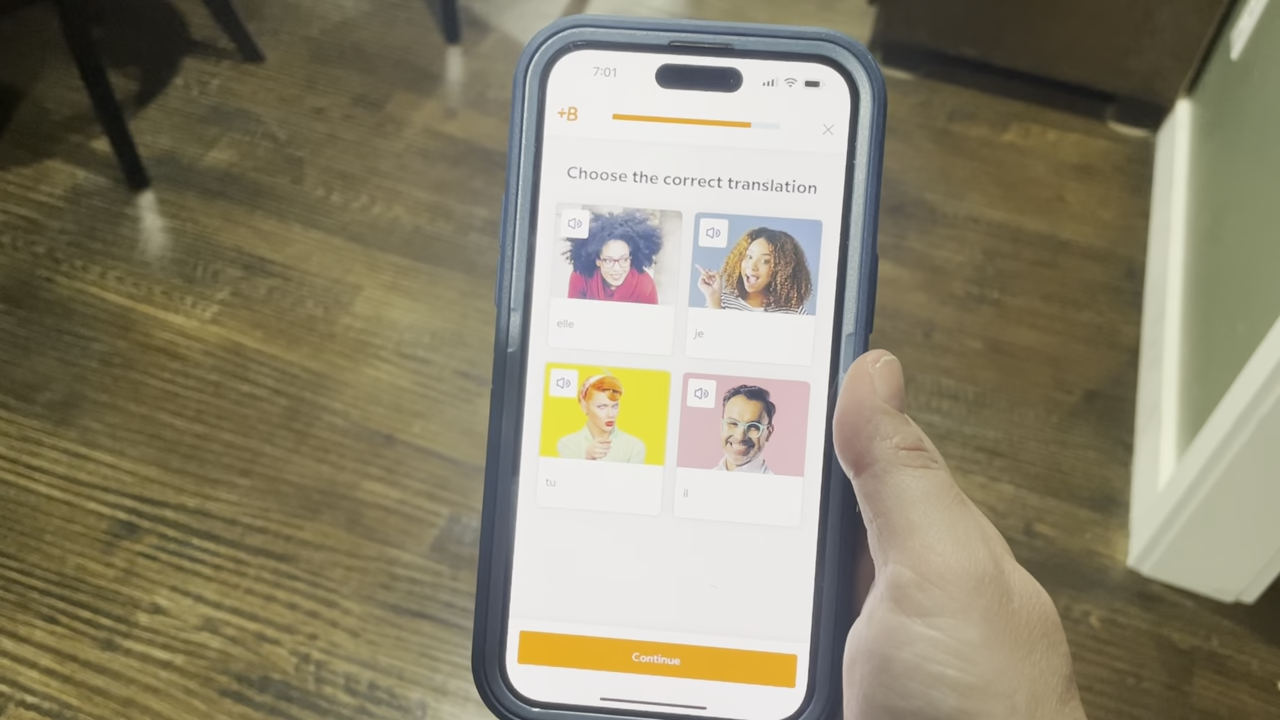 7:01
+B
Choose the correct translation
elle
je
tu
il
Continue